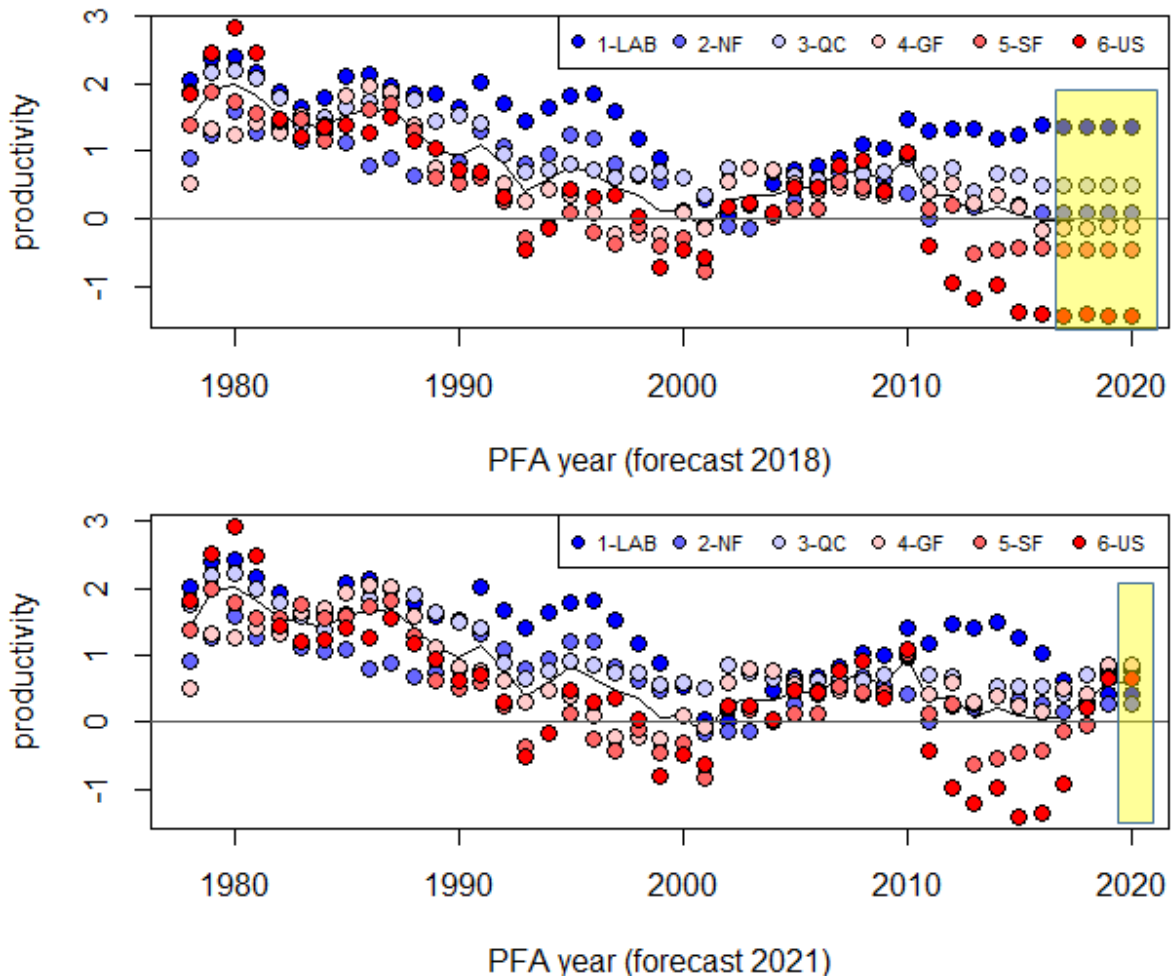 1-LAB 2-NF 3-QC 4-GF 5-SF 6-US
3
2
1
0
-1
productivity
1980 1990 2000 2010 2020
PFA year (forecast 2018)
1-LAB 2-NF 3-QC 4-GF 5-SF 6-US
3
2
1
0
-1
productivity
1980 1990 2000 2010 2020
PFA year (forecast 2021)